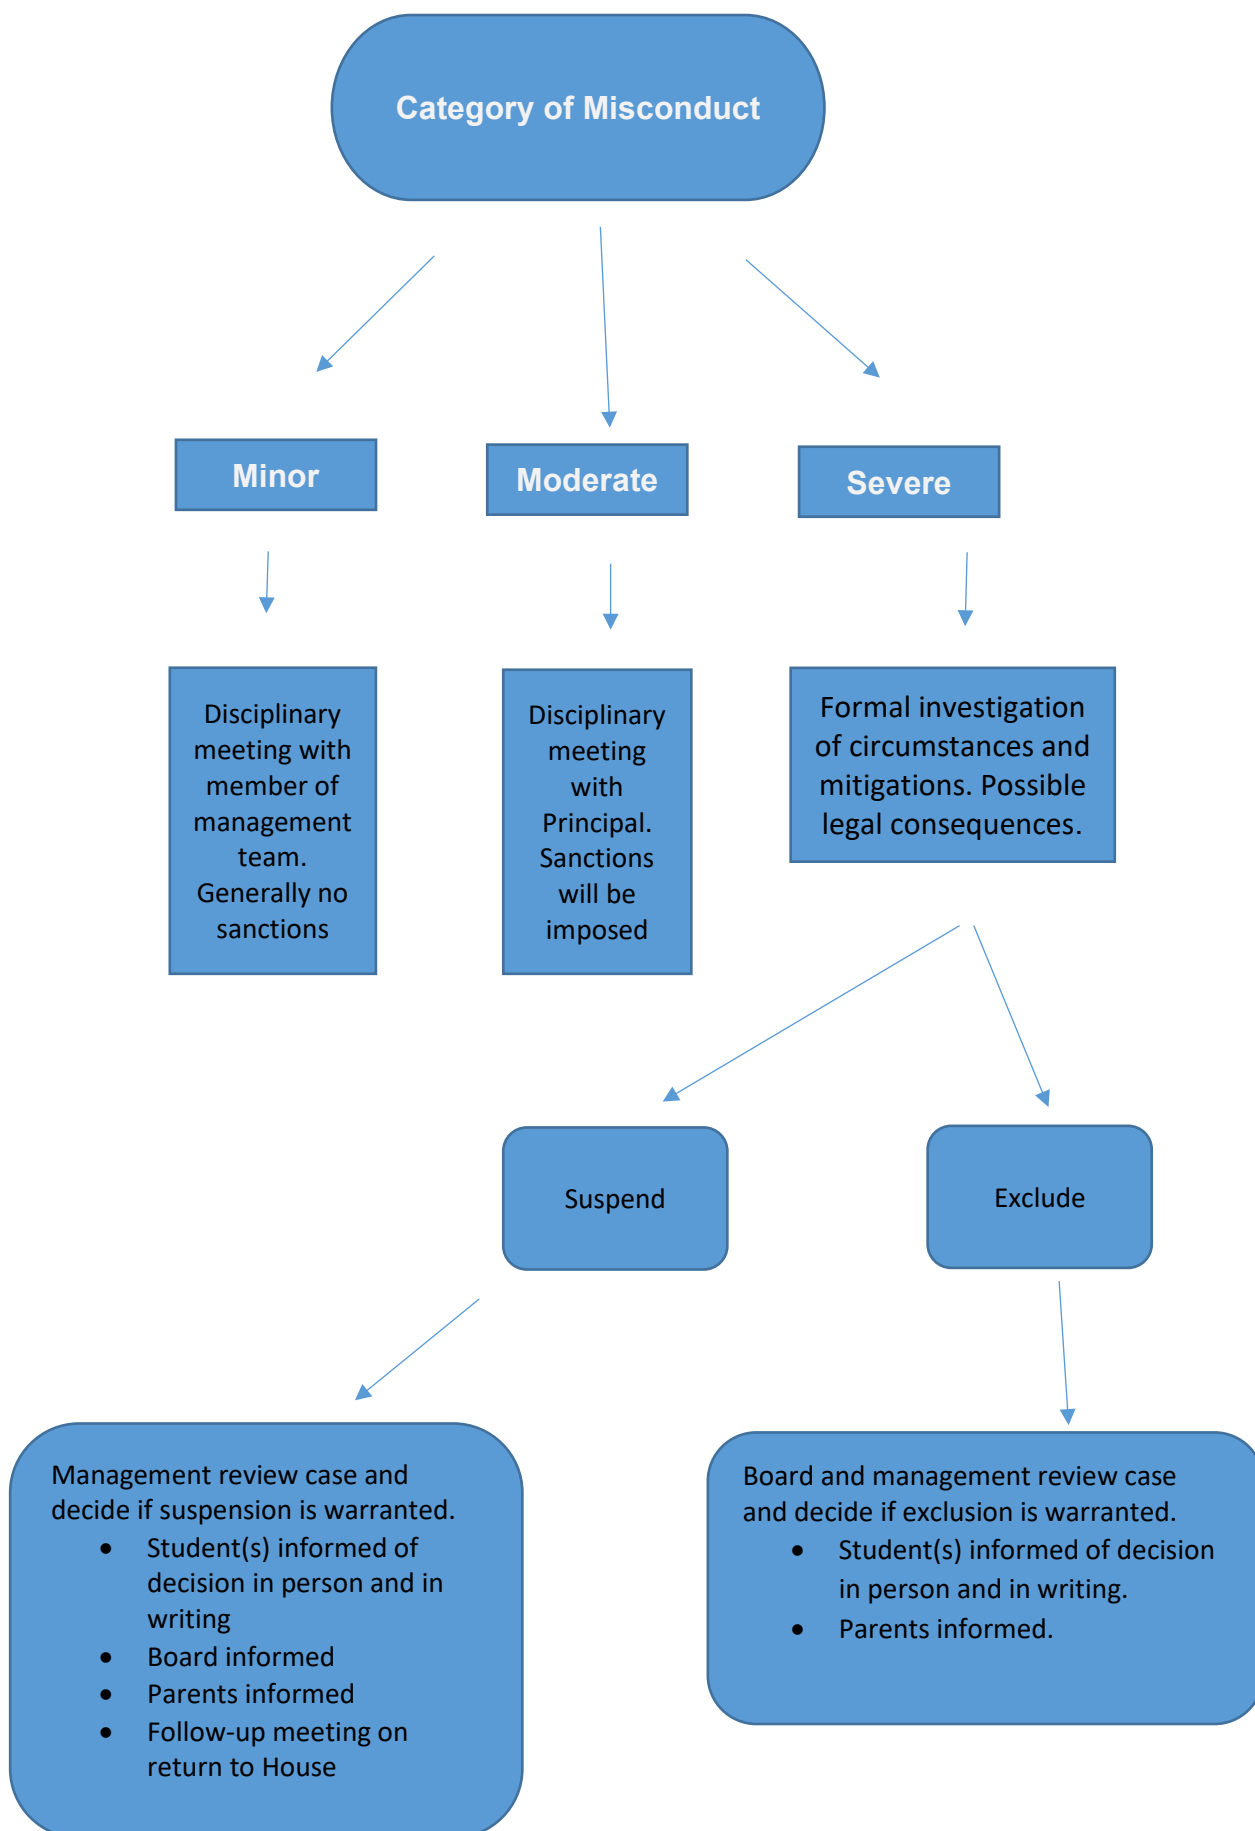 Category of Misconduct
Minor
Moderate
Severe
Disciplinary
meeting with
member of
management
team.
Generally no
sanctions
Disciplinary
meeting
with
Principal.
Sanctions
will be
imposed
Formal investigation
of circumstances and
mitigations. Possible
legal consequences.
Suspend
Exclude
Management review case and
decide if suspension is warranted.
• Student(s) informed of
decision in person and in
writing
• Board informed
• Parents informed
• Follow-up meeting on
return to House
Board and management review case
and decide if exclusion is warranted.
• Student(s) informed of decision
in person and in writing.
• Parents informed.